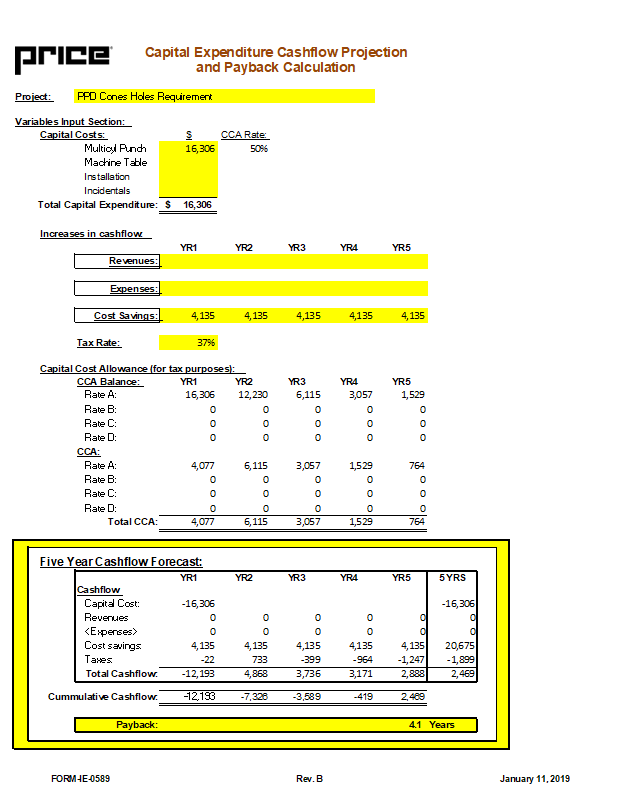 price
Capital Expenditure Cashflow Projection
and Payback Calculation
Project: PPD Cones Holes Requirement
Variables Input Section:
Capital Costs: $ CCA Rate:
Multicyl Punch 16,306 50%
Machine Table
Installation
Incidentals
Total Capital Expenditure: $ 16,306
Increases in cashflow:
YR1 YR2 YR3 YR4 YR5
Revenues:
Expenses:
Cost Savings: 4,135 4,135 4,135 4,135 4,135
Tax Rate: 37%
Capital Cost Allowance (for tax purposes):
CCA Balance: YR1 YR2 YR3 YR4 YR5
Rate A: 16,306 12,230 6,115 3,057 1,529
Rate B: 0 0 0 0 0
Rate C: 0 0 0 0 0
Rate D: 0 0 0 0 0
CCA:
Rate A: 4,077 6,115 3,057 1,529 764
Rate B: 0 0 0 0 0
Rate C: 0 0 0 0 0
Rate D: 0 0 0 0 0
Total CCA: 4,077 6,115 3,057 1,529 764
Five Year Cashflow Forecast:
YR1 YR2 YR3 YR4 YR5 5 YRS
Cashflow
Capital Cost: -16,306 -16,306
Revenues 0 0 0 0 0 0
<Expenses> 0 0 0 0 0 0
Cost savings: 4,135 4,135 4,135 4,135 4,135 20,675
Taxes: -22 733 -399 -964 -1,247 -1,899
Total Cashflow: -12,193 4,868 3,736 3,171 2,888 2,469
Cummulative Cashflow: -12,193 -7,326 -3,589 -419 2,469
Payback: 4.1 Years
FORM-IE-0589 Rev. B January 11, 2019